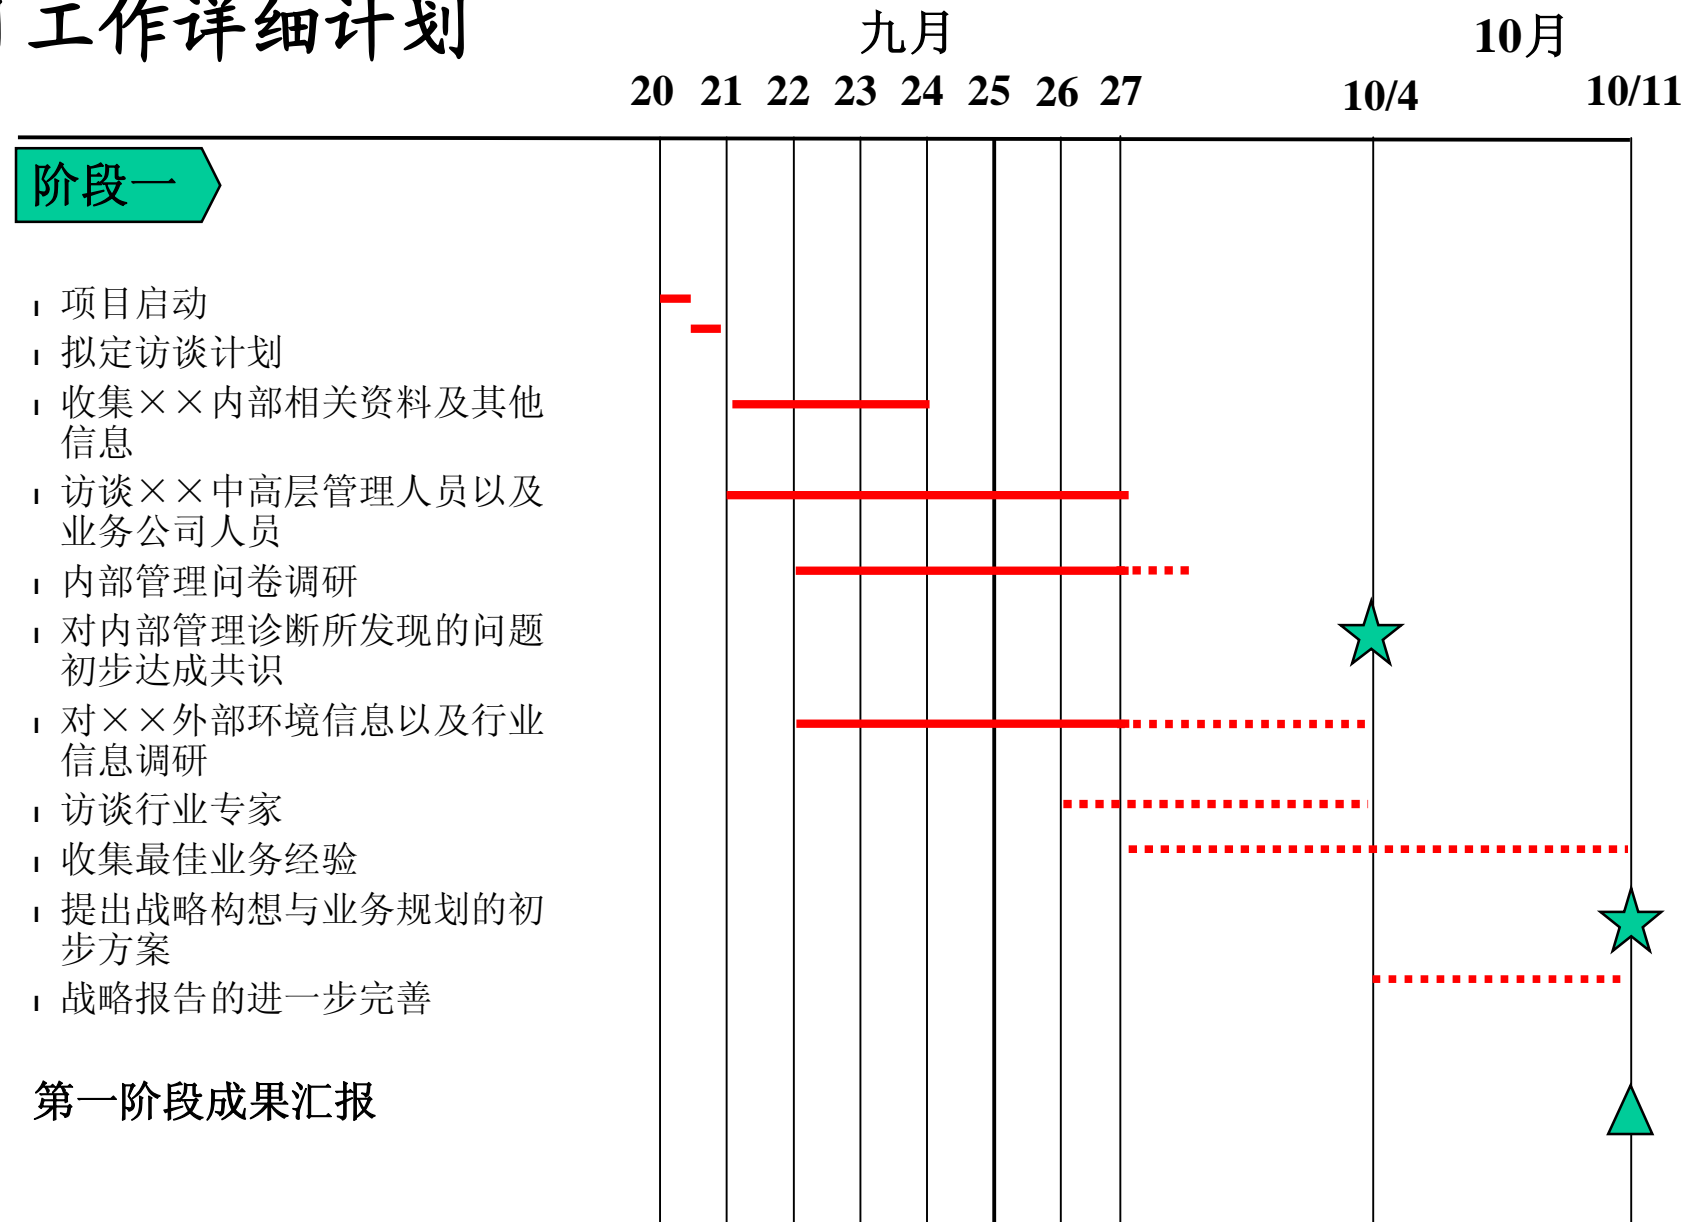 工作详细计划
九月
10月
20 21 22 23 24 25 26 27 10/4 10/11
阶段一
项目启动
拟定访谈计划
收集××内部相关资料及其他
信息
访谈××中高层管理人员以及
业务公司人员
内部管理问卷调研
对内部管理诊断所发现的问题
初步达成共识
对××外部环境信息以及行业
信息调研
访谈行业专家
收集最佳业务经验
提出战略构想与业务规划的初
步方案
战略报告的进一步完善
第一阶段成果汇报